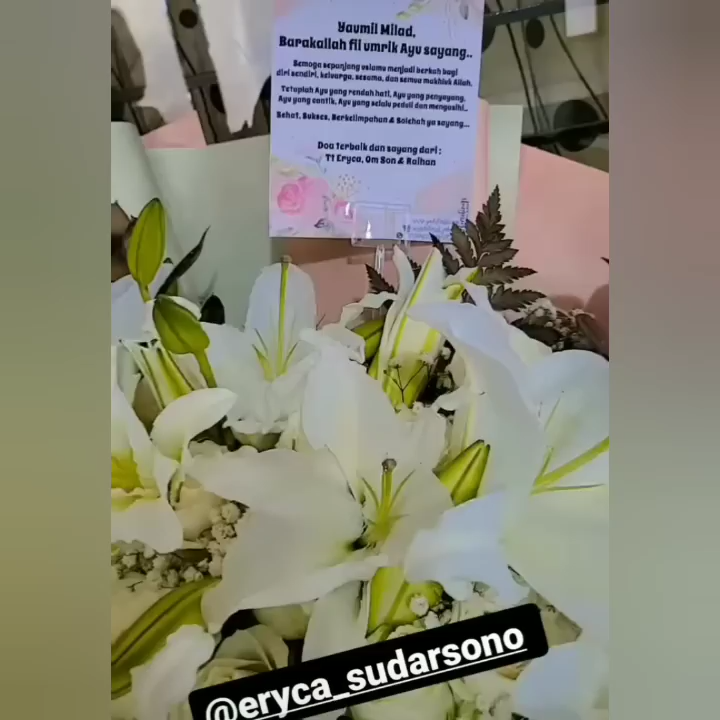 Yaumil Milad,
Barakallah fii umrik Ayu sayang..
Semoga sepanjang usiamu menjadi berkah bagi
diri sendiri, keluarga, sesama, dan semua makhluk Allah.
Tetaplah Ayu yang rendah hati, Ayu yang penyayang,
Ayu yang cantik, Ayu yang selalu peduli dan mengasihi..
Sehat, Sukses, Berkelimpahan & Solehah ya sayang...
Doa terbaik dan sayang dari :
TT Eryca, Om Son & Raihan
@eryca_sudarsono